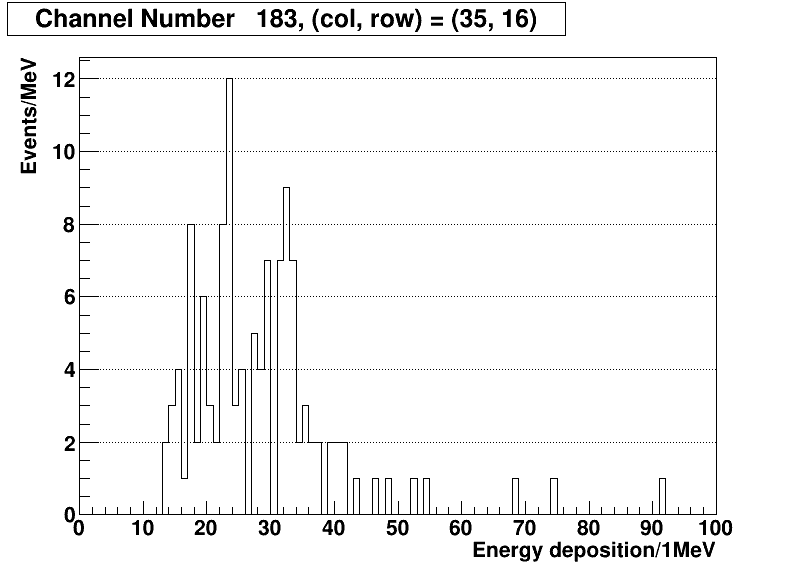 Channel Number 183, (col, row) = (35, 16)
Events/MeV
12
10
8
6
4
2
0
0 10 20 30 40 50 60 70 80 90 100
Energy deposition/1MeV